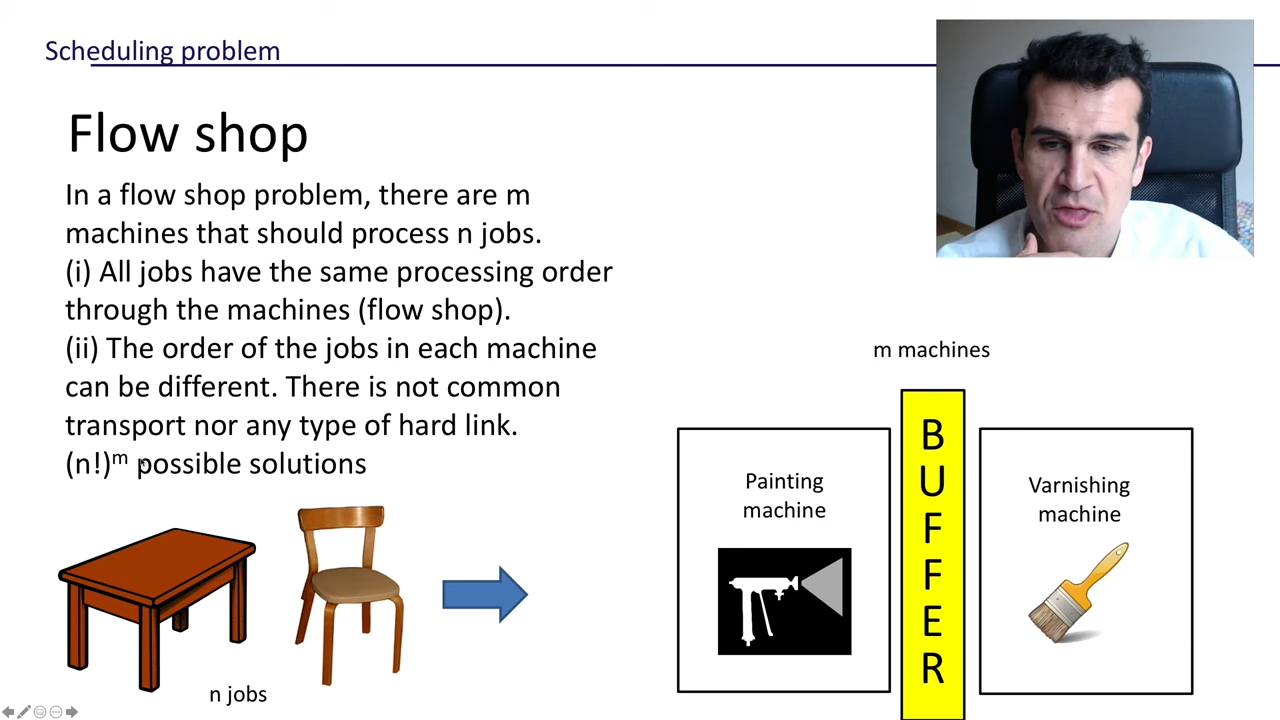 Scheduling problem
Flow shop
In a flow shop problem, there are m
machines that should process n jobs.
(i) All jobs have the same processing order
through the machines (flow shop).
(ii) The order of the jobs in each machine
can be different. There is not common
transport nor any type of hard link.
(n!)ᵐ possible solutions
n jobs
m machines
Painting
machine
BUFFER
Varnishing
machine